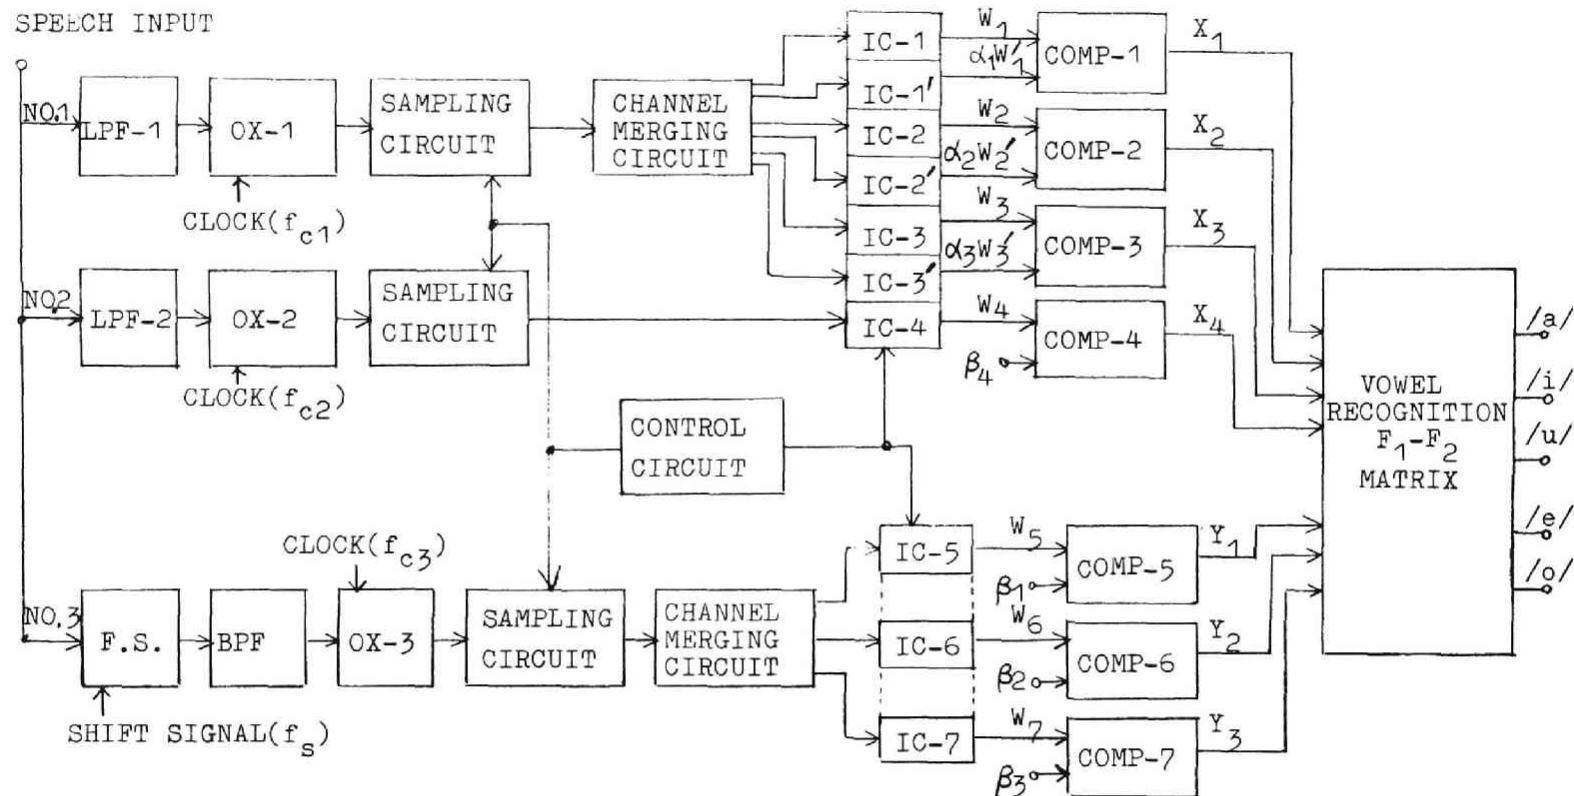 SPEECH INPUT
NO.1
LPF-1
OX-1
CLOCK(fc1)
SAMPLING
CIRCUIT
CHANNEL
MERGING
CIRCUIT
IC-1
IC-1'
IC-2
IC-2'
IC-3
IC-3'
IC-4
W1
α1W'1
W2
α2W2'
W3
α3W3'
W4
β4
COMP-1
COMP-2
COMP-3
COMP-4
X1
X2
X3
X4
NO.2
LPF-2
OX-2
CLOCK(fc2)
SAMPLING
CIRCUIT
CONTROL
CIRCUIT
VOWEL
RECOGNITION
F1-F2
MATRIX
/a/
/i/
/u/
/e/
/o/
NO.3
F.S.
SHIFT SIGNAL(fs)
BPF
CLOCK(fc3)
OX-3
SAMPLING
CIRCUIT
CHANNEL
MERGING
CIRCUIT
IC-5
IC-6
IC-7
W5
β1
W6
β2
W7
β3
COMP-5
COMP-6
COMP-7
Y1
Y2
Y3